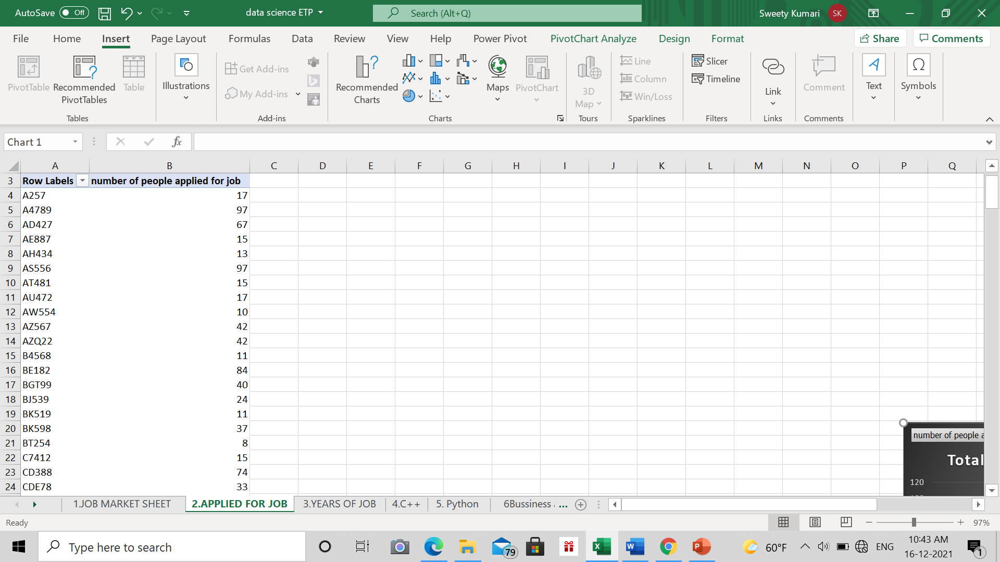 AutoSave Off data science ETP Search (Alt+Q) Sweety Kumari SK
File Home Insert Page Layout Formulas Data Review View Help Power Pivot PivotChart Analyze Design Format Share Comments
PivotTable Recommended PivotTables Table
Tables
Illustrations
Get Add-ins
My Add-ins
Add-ins
Recommended Charts
Maps PivotChart
Charts
3D Map
Tours
Line
Column
Win/Loss
Sparklines
Slicer
Timeline
Filters
Link
Links
Comment
Comments
Text
Symbols
Chart 1 fx
A B C D E F G H I J K L M N O P Q
3 Row Labels number of people applied for job
4 A257 17
5 A4789 97
6 AD427 67
7 AE887 15
8 AH434 13
9 AS556 97
10 AT481 15
11 AU472 17
12 AW554 10
13 AZ567 42
14 AZQ22 42
15 B4568 11
16 BE182 84
17 BGT99 40
18 BJ539 24
19 BK519 11
20 BK598 37
21 BT254 8
22 C7412 15
23 CD388 74
24 CDE78 33
number of people
Total
120
1.JOB MARKET SHEET 2.APPLIED FOR JOB 3.YEARS OF JOB 4.C++ 5. Python 6Bussiness ...
Ready 97%
Type here to search 79 60°F ENG 10:43 AM
16-12-2021 1